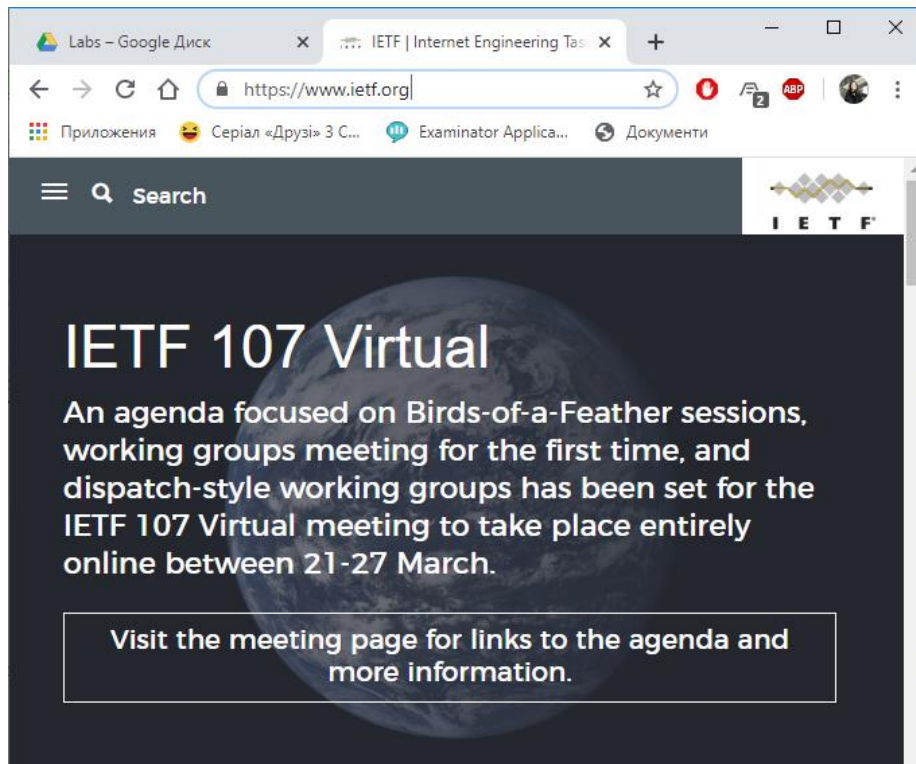 Labs – Google Диск
IETF | Internet Engineering Tas
https://www.ietf.org
2
ABP
Приложения
Серіал «Друзі» 3 С...
Examinator Applica...
Документи
Search
I E T F®
IETF 107 Virtual
An agenda focused on Birds-of-a-Feather sessions,
working groups meeting for the first time, and
dispatch-style working groups has been set for the
IETF 107 Virtual meeting to take place entirely
online between 21-27 March.
Visit the meeting page for links to the agenda and
more information.